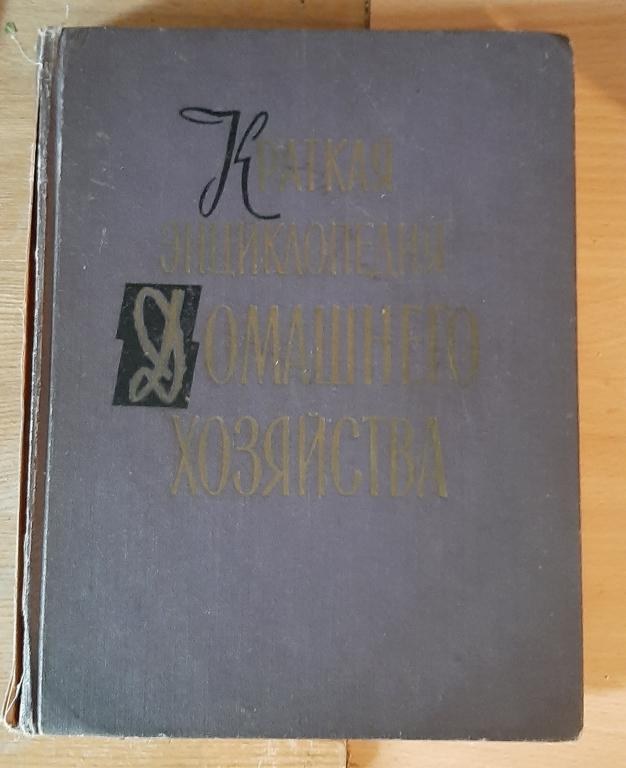 Краткая
энциклопедия
Домашнего
хозяйства